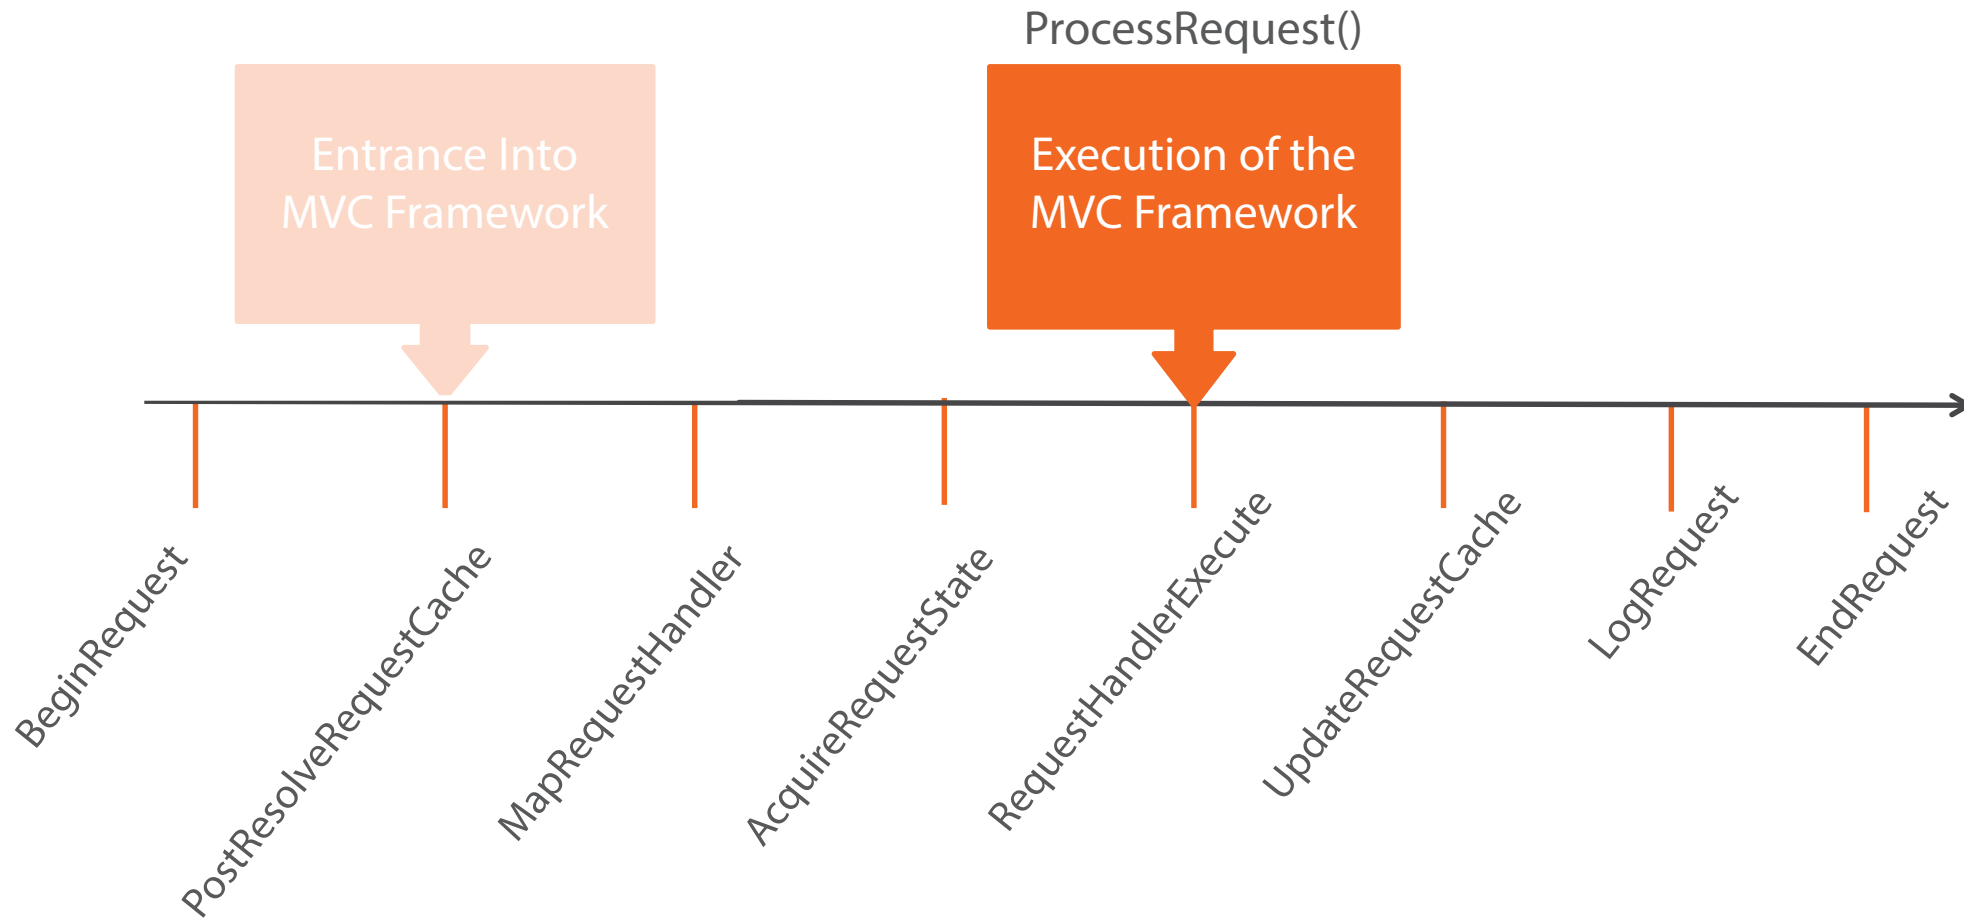 ProcessRequest()
Entrance Into
MVC Framework
Execution of the
MVC Framework
BeginRequest
PostResolveRequestCache
MapRequestHandler
AcquireRequestState
RequestHandlerExecute
UpdateRequestCache
LogRequest
EndRequest